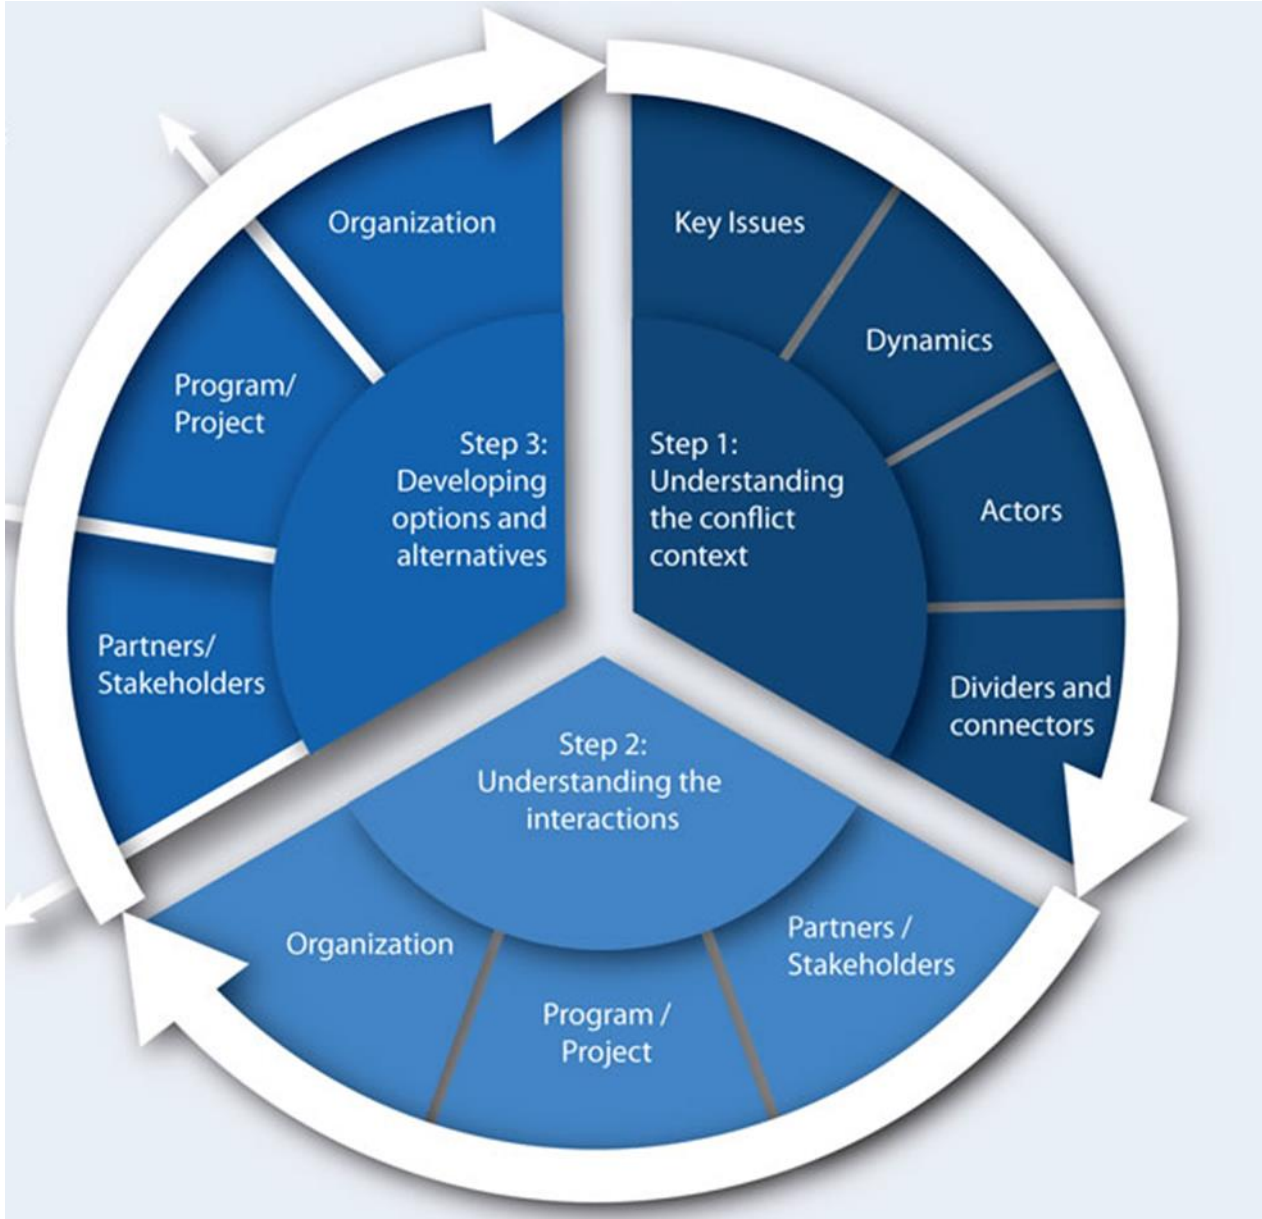 Key Issues
Dynamics
Actors
Dividers and
connectors
Step 1:
Understanding
the conflict
context
Step 2:
Understanding the
interactions
Partners /
Stakeholders
Program /
Project
Organization
Step 3:
Developing
options and
alternatives
Partners/
Stakeholders
Program/
Project
Organization